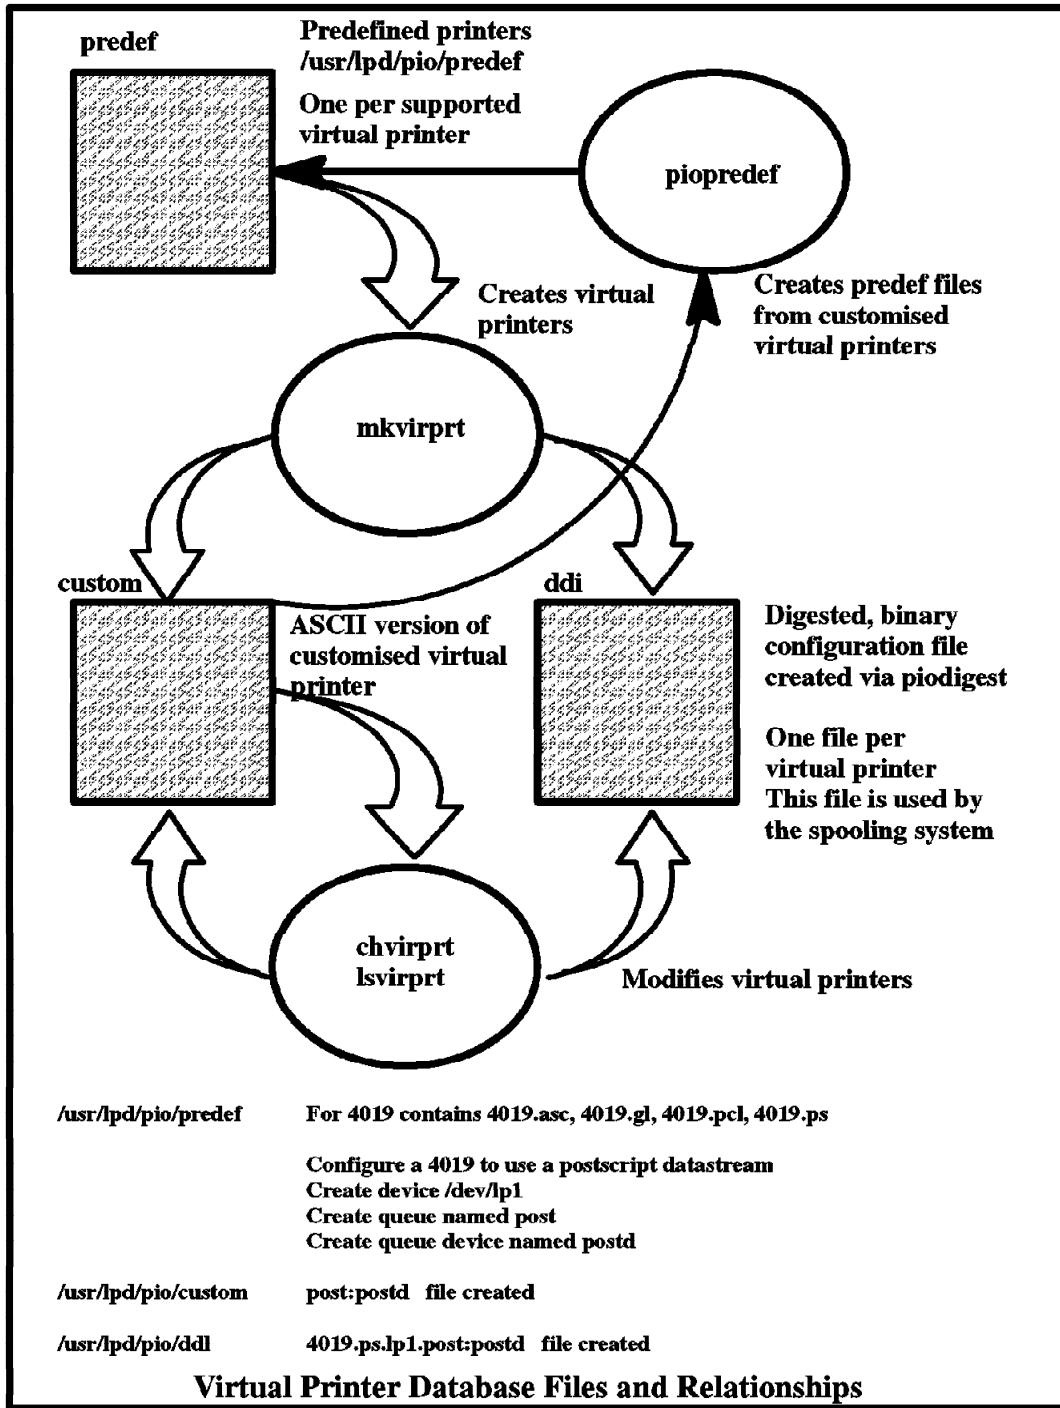 predef
Predefined printers
/usr/lpd/pio/predef
One per supported
virtual printer
piopredef
Creates virtual
printers
Creates predef files
from customised
virtual printers
mkvirprt
custom
ddi
ASCII version of
customised virtual
printer
Digested, binary
configuration file
created via piodigest
One file per
virtual printer
This file is used by
the spooling system
chvirprt
lsvirprt
Modifies virtual printers
/usr/lpd/pio/predef For 4019 contains 4019.asc, 4019.gl, 4019.pcl, 4019.ps
Configure a 4019 to use a postscript datastream
Create device /dev/lp1
Create queue named post
Create queue device named postd
/usr/lpd/pio/custom post:postd file created
/usr/lpd/pio/ddl 4019.ps.lp1.post:postd file created
Virtual Printer Database Files and Relationships